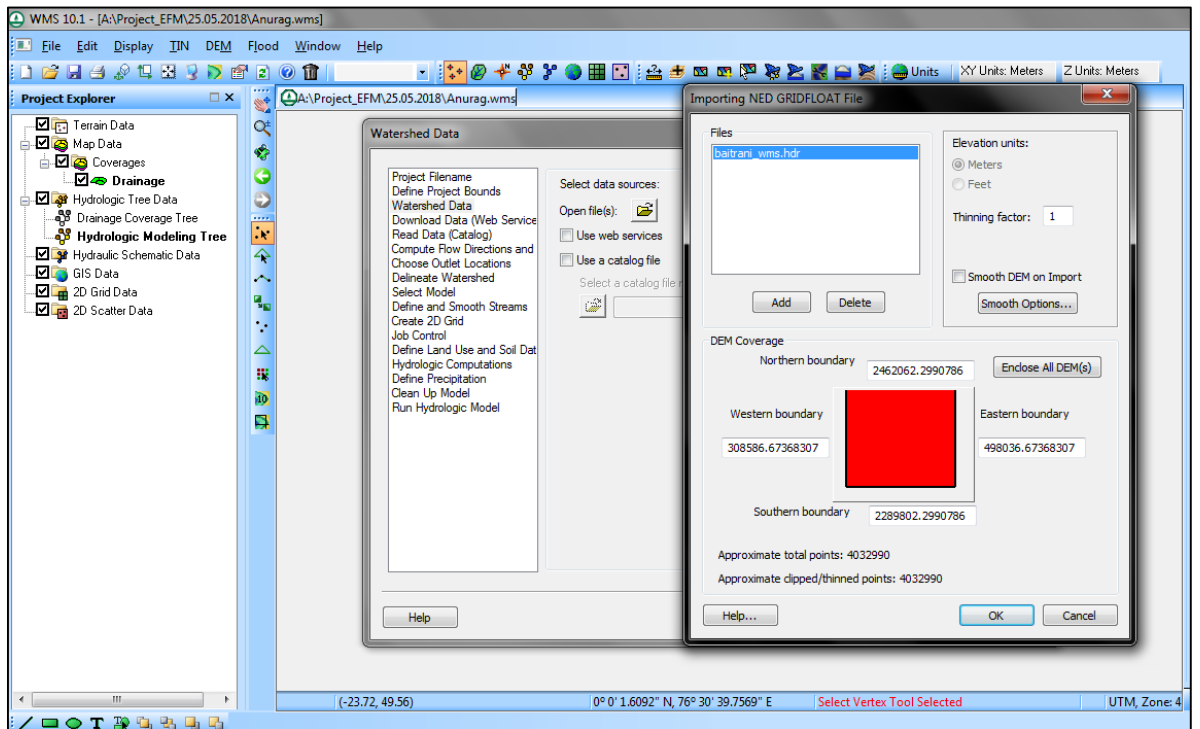 WMS 10.1 - [A:\Project_EFM\25.05.2018\Anurag.wms]
File Edit Display TIN DEM Flood Window Help
Units XY Units: Meters Z Units: Meters
Project Explorer
Terrain Data
Map Data
Coverages
Drainage
Hydrologic Tree Data
Drainage Coverage Tree
Hydrologic Modeling Tree
Hydraulic Schematic Data
GIS Data
2D Grid Data
2D Scatter Data
A:\Project_EFM\25.05.2018\Anurag.wms
Watershed Data
Project Filename
Define Project Bounds
Watershed Data
Download Data (Web Service
Read Data (Catalog)
Compute Flow Directions and
Choose Outlet Locations
Delineate Watershed
Select Model
Define and Smooth Streams
Create 2D Grid
Job Control
Define Land Use and Soil Dat
Hydrologic Computations
Define Precipitation
Clean Up Model
Run Hydrologic Model
Select data sources:
Open file(s):
Use web services
Use a catalog file
Select a catalog file
Help
Importing NED GRIDFLOAT File
Files
baitrani_wms.hdr
Add Delete
Elevation units:
Meters
Feet
Thinning factor: 1
Smooth DEM on Import
Smooth Options...
DEM Coverage
Northern boundary 2462062.2990786 Enclose All DEM(s)
Western boundary Eastern boundary
308586.67368307 498036.67368307
Southern boundary 2289802.2990786
Approximate total points: 4032990
Approximate clipped/thinned points: 4032990
Help... OK Cancel
(-23.72, 49.56) 0° 0' 1.6092" N, 76° 30' 39.7569" E Select Vertex Tool Selected UTM, Zone: 4
T